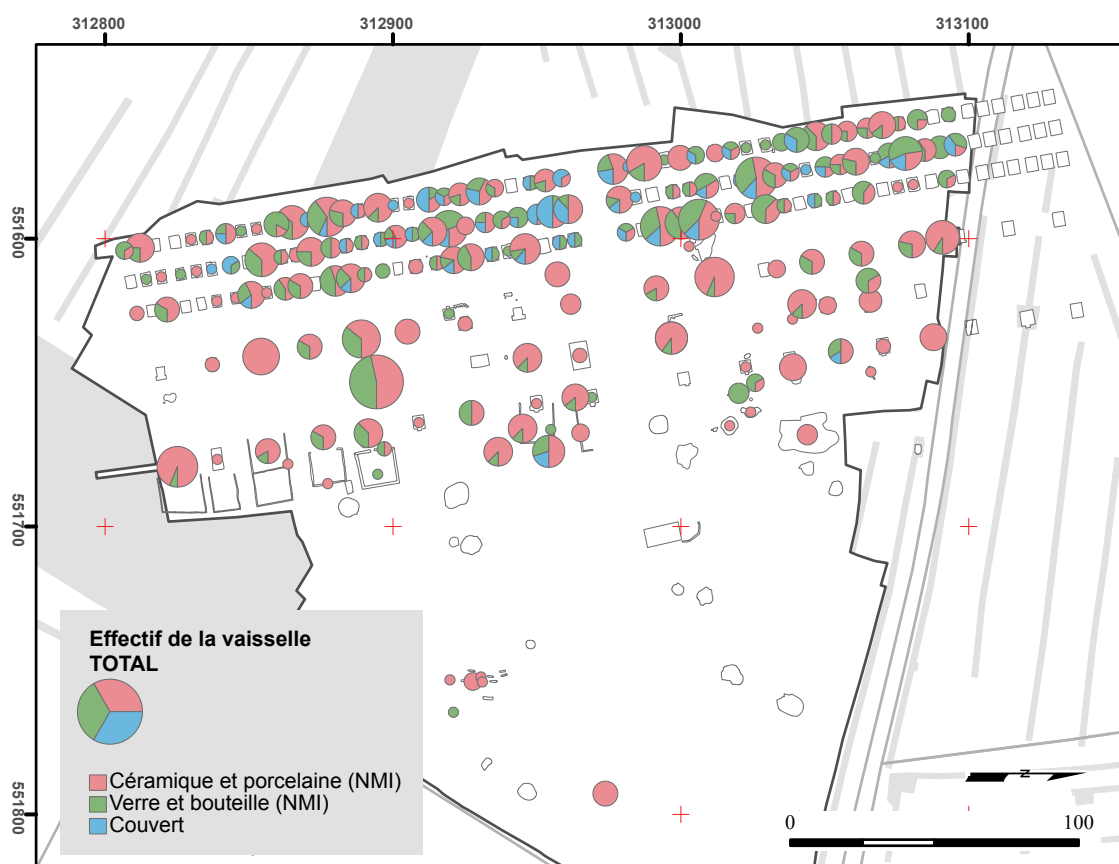 312800
312900
313000
313100
551600
551700
551800
Effectif de la vaisselle
TOTAL
Céramique et porcelaine (NMI)
Verre et bouteille (NMI)
Couvert
N
0
100